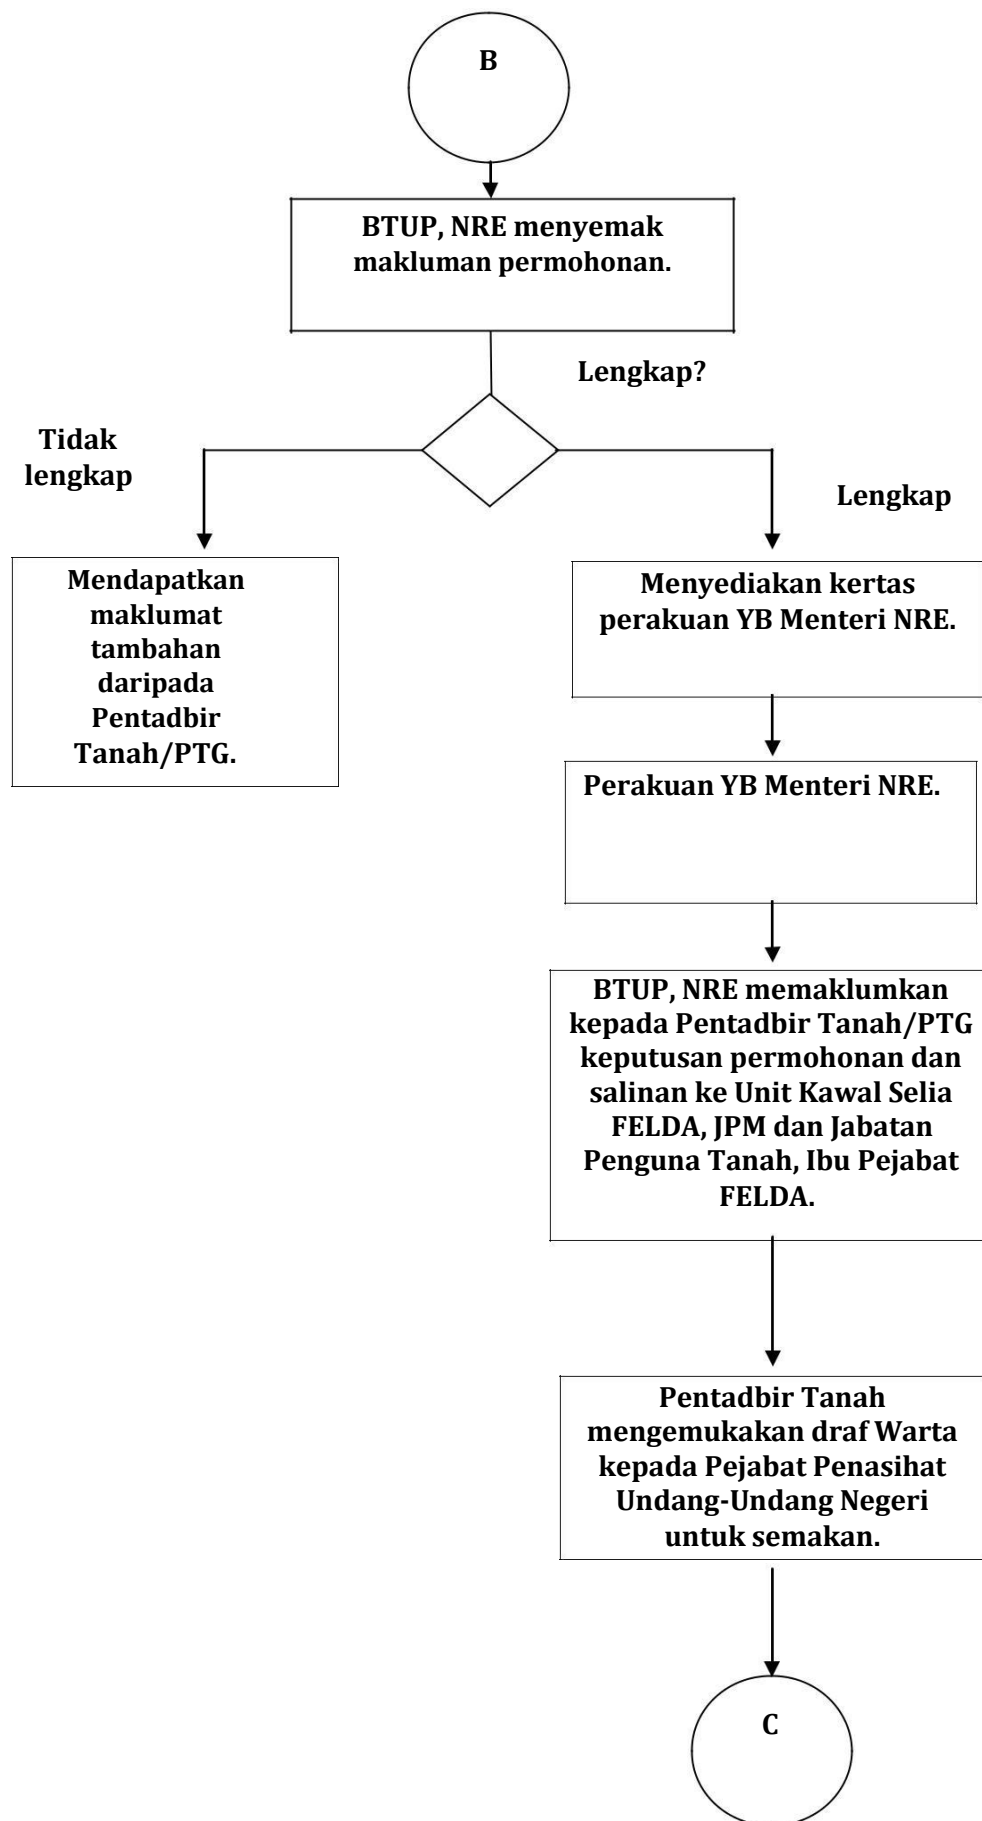 B
BTUP, NRE menyemak
makluman permohonan.
Lengkap?
Tidak
lengkap
Lengkap
Mendapatkan
maklumat
tambahan
daripada
Pentadbir
Tanah/PTG.
Menyediakan kertas
perakuan YB Menteri NRE.
Perakuan YB Menteri NRE.
BTUP, NRE memaklumkan
kepada Pentadbir Tanah/PTG
keputusan permohonan dan
salinan ke Unit Kawal Selia
FELDA, JPM dan Jabatan
Penguna Tanah, Ibu Pejabat
FELDA.
Pentadbir Tanah
mengemukakan draf Warta
kepada Pejabat Penasihat
Undang-Undang Negeri
untuk semakan.
C